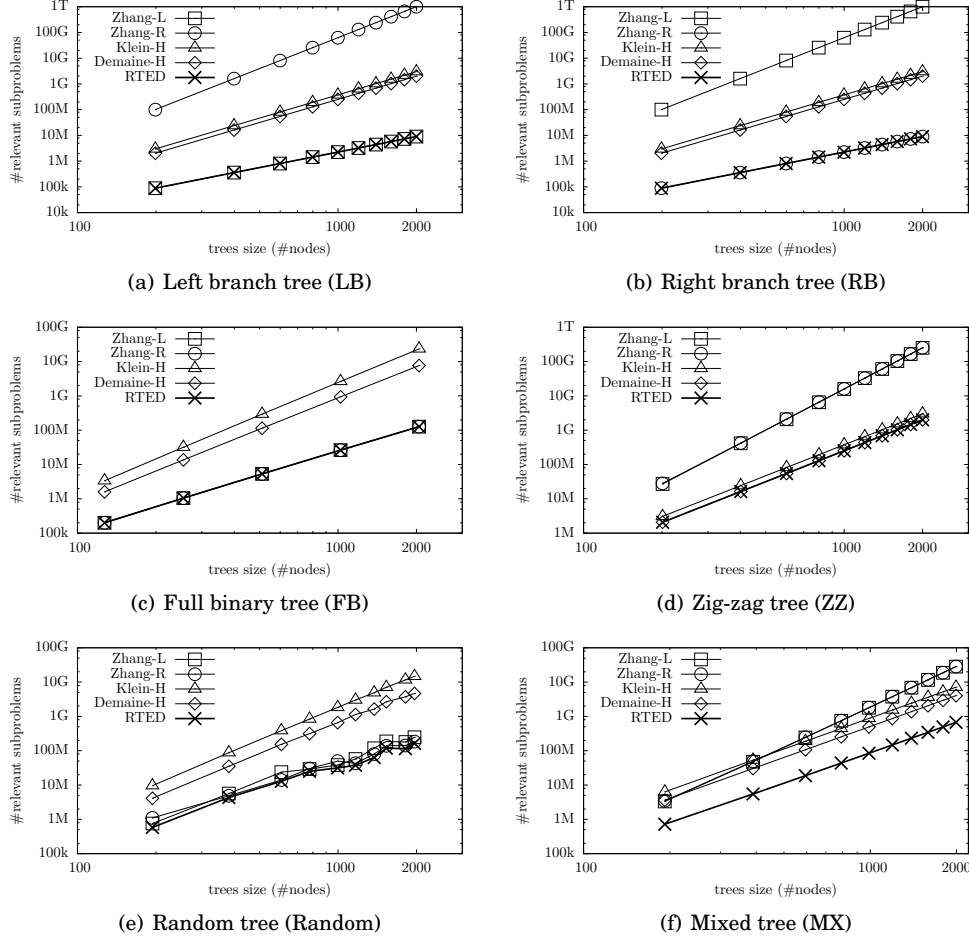 #relevant subproblems
1T
100G
10G
1G
100M
10M
1M
100k
10k
Zhang-L
Zhang-R
Klein-H
Demaine-H
RTED
100
1000
2000
trees size (#nodes)
(a) Left branch tree (LB)
#relevant subproblems
1T
100G
10G
1G
100M
10M
1M
100k
10k
Zhang-L
Zhang-R
Klein-H
Demaine-H
RTED
100
1000
2000
trees size (#nodes)
(b) Right branch tree (RB)
#relevant subproblems
100G
10G
1G
100M
10M
1M
100k
Zhang-L
Zhang-R
Klein-H
Demaine-H
RTED
100
1000
2000
trees size (#nodes)
(c) Full binary tree (FB)
#relevant subproblems
1T
100G
10G
1G
100M
10M
1M
Zhang-L
Zhang-R
Klein-H
Demaine-H
RTED
100
1000
2000
trees size (#nodes)
(d) Zig-zag tree (ZZ)
#relevant subproblems
100G
10G
1G
100M
10M
1M
100k
Zhang-L
Zhang-R
Klein-H
Demaine-H
RTED
100
1000
2000
trees size (#nodes)
(e) Random tree (Random)
#relevant subproblems
100G
10G
1G
100M
10M
1M
100k
Zhang-L
Zhang-R
Klein-H
Demaine-H
RTED
100
1000
2000
trees size (#nodes)
(f) Mixed tree (MX)